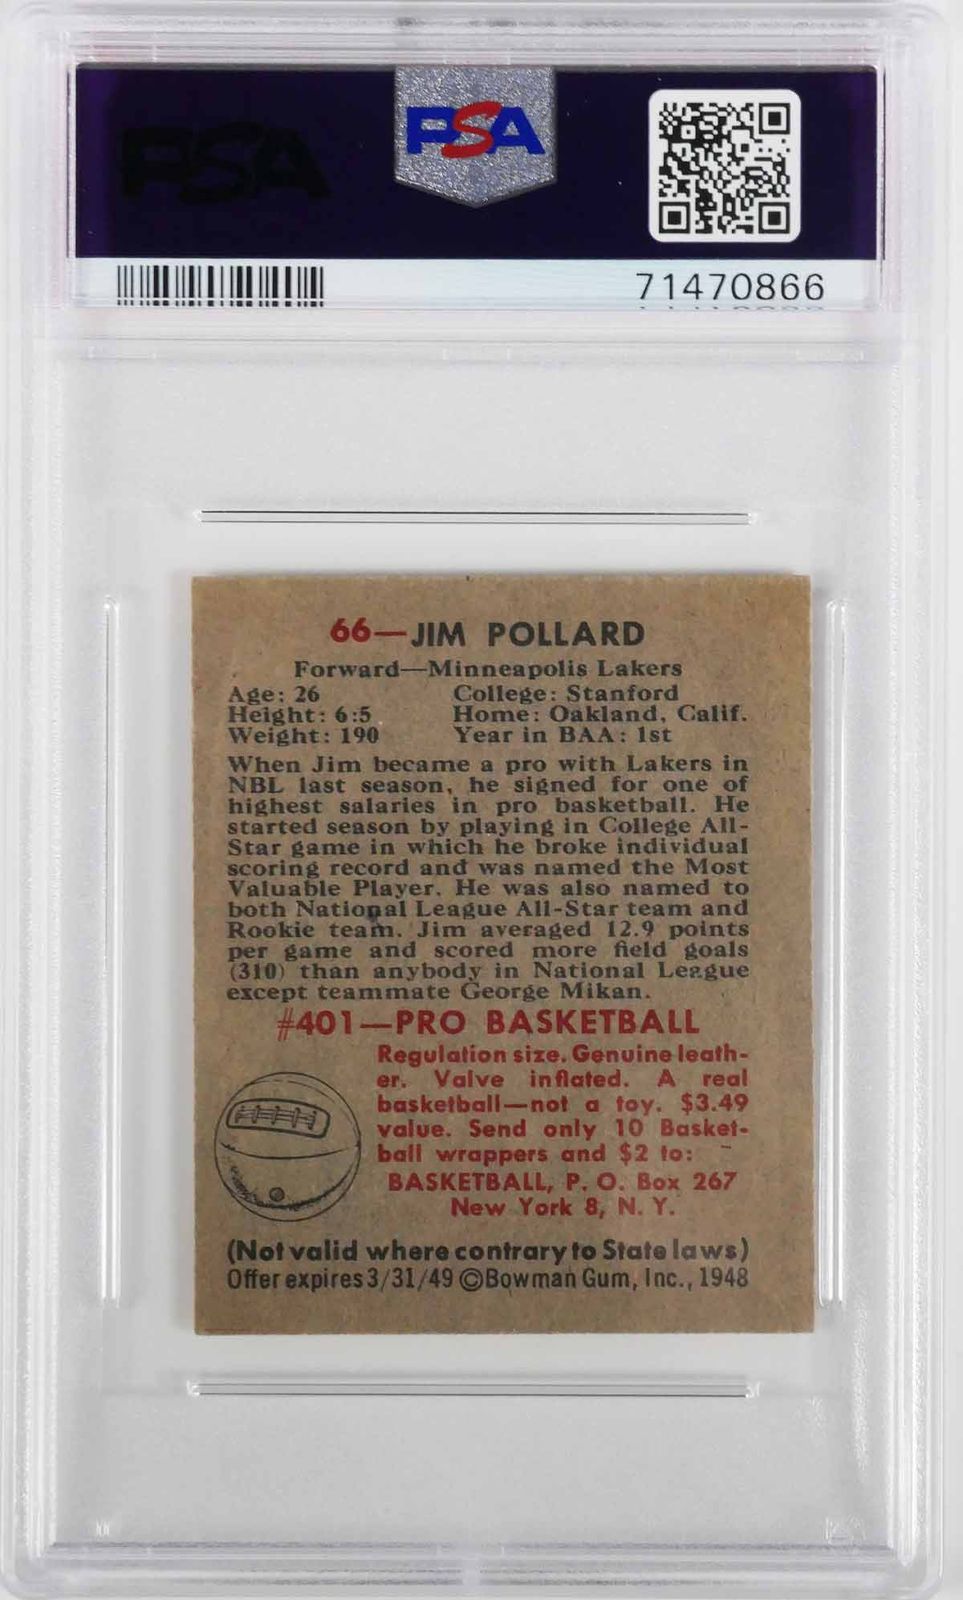 PSA
PSA
71470866
66—JIM POLLARD
Forward—Minneapolis Lakers
Age: 26 College: Stanford
Height: 6:5 Home: Oakland, Calif.
Weight: 190 Year in BAA: 1st
When Jim became a pro with Lakers in
NBL last season, he signed for one of
highest salaries in pro basketball. He
started season by playing in College All-
Star game in which he broke individual
scoring record and was named the Most
Valuable Player. He was also named to
both National League All-Star team and
Rookie team. Jim averaged 12.9 points
per game and scored more field goals
(310) than anybody in National League
except teammate George Mikan.
#401—PRO BASKETBALL
Regulation size. Genuine leath-
er. Valve inflated. A real
basketball—not a toy. $3.49
value. Send only 10 Basket-
ball wrappers and $2 to:
BASKETBALL, P. O. Box 267
New York 8, N. Y.
(Not valid where contrary to State laws)
Offer expires 3/31/49 ©Bowman Gum, Inc., 1948